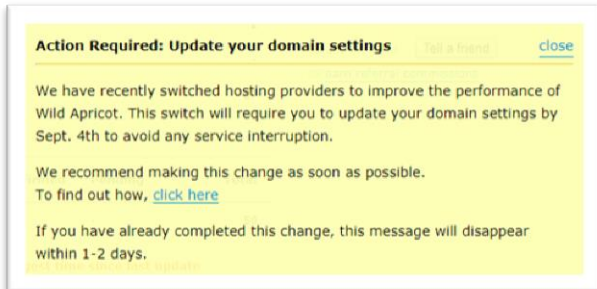 Action Required: Update your domain settings
Tell a friend
close
We have recently switched hosting providers to improve the performance of
Wild Apricot. This switch will require you to update your domain settings by
Sept. 4th to avoid any service interruption.
We recommend making this change as soon as possible.
To find out how, click here
If you have already completed this change, this message will disappear
within 1-2 days.